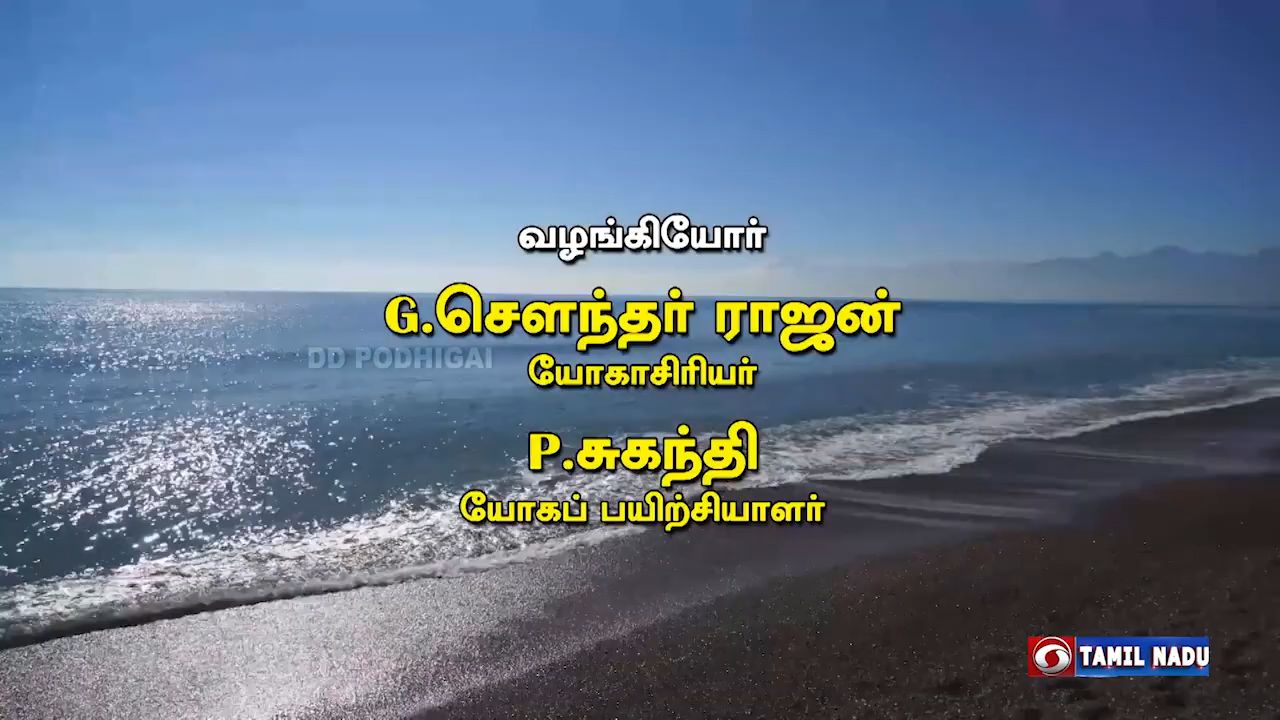 வழங்கியோர்
G.சௌந்தர் ராஜன்
DD PODHIGAI
யோகாசிரியர்
P.சுகந்தி
யோகப் பயிற்சியாளர்
TAMIL NADU